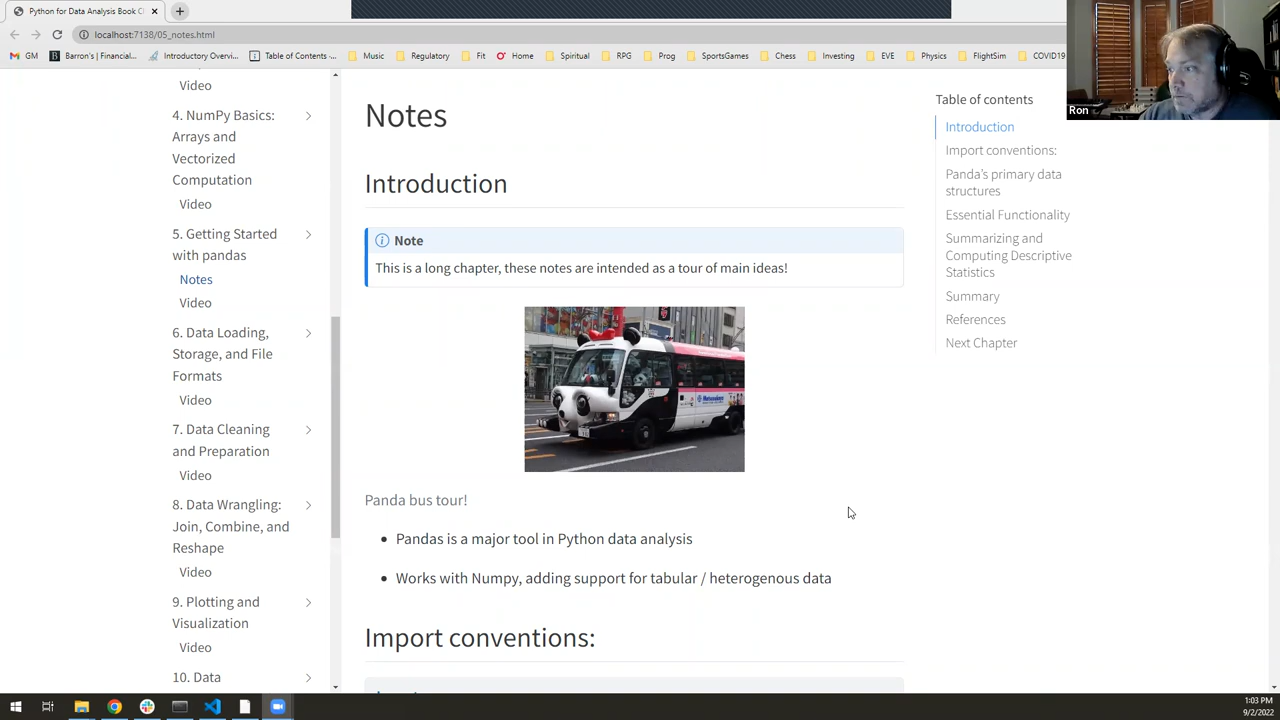 Python for Data Analysis Book Cl
localhost:7138/05_notes.html
GM
Barron's | Financial...
Introductory
Table of Contents...
Music
Fit
Home
RPG
SportsGames
Chess
EVE
Physics
FlightSim
COVID19
Ron
Video
4. NumPy Basics:
Arrays and
Vectorized
Computation
Video
5. Getting Started
with pandas
Notes
Video
6. Data Loading,
Storage, and File
Formats
Video
7. Data Cleaning
and Preparation
Video
8. Data Wrangling:
Join, Combine, and
Reshape
Video
9. Plotting and
Visualization
Video
10. Data
Notes
Introduction
Note
This is a long chapter, these notes are intended as a tour of main ideas!
Panda bus tour!
• Pandas is a major tool in Python data analysis
• Works with Numpy, adding support for tabular / heterogenous data
Import conventions:
Table of contents
Introduction
Import conventions:
Panda's primary data
structures
Essential Functionality
Summarizing and
Computing Descriptive
Statistics
Summary
References
Next Chapter
1:03 PM
9/2/2022